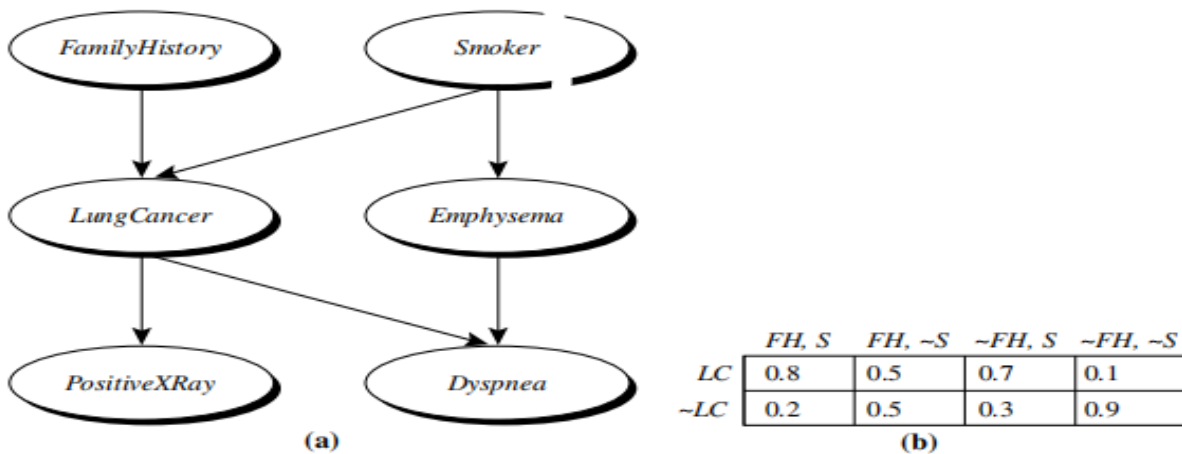 FamilyHistory Smoker
LungCancer Emphysema
PositiveXRay Dyspnea
(a)
FH, S FH, ~S ~FH, S ~FH, ~S
LC 0.8 0.5 0.7 0.1
~LC 0.2 0.5 0.3 0.9
(b)